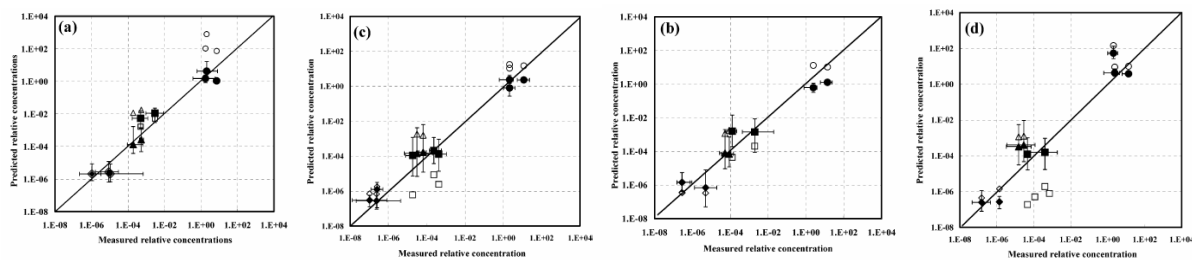 (a)
Predicted relative concentrations
1.E+04
1.E+02
1.E+00
1.E-02
1.E-04
1.E-06
1.E-08
1.E-08 1.E-06 1.E-04 1.E-02 1.E+00 1.E+02 1.E+04
Measured relative concentrations
(c)
Predicted relative concentration
1.E+04
1.E+02
1.E+00
1.E-02
1.E-04
1.E-06
1.E-08
1.E-08 1.E-06 1.E-04 1.E-02 1.E+00 1.E+02 1.E+04
Measured relative concentration
(b)
Predicted relative concentration
1.E+04
1.E+02
1.E+00
1.E-02
1.E-04
1.E-06
1.E-08
1.E-08 1.E-06 1.E-04 1.E-02 1.E+00 1.E+02 1.E+04
Measured relative concentration
(d)
Predicted relative concentration
1.E+04
1.E+02
1.E+00
1.E-02
1.E-04
1.E-06
1.E-08
1.E-08 1.E-06 1.E-04 1.E-02 1.E+00 1.E+02 1.E+04
Measured relative concentration